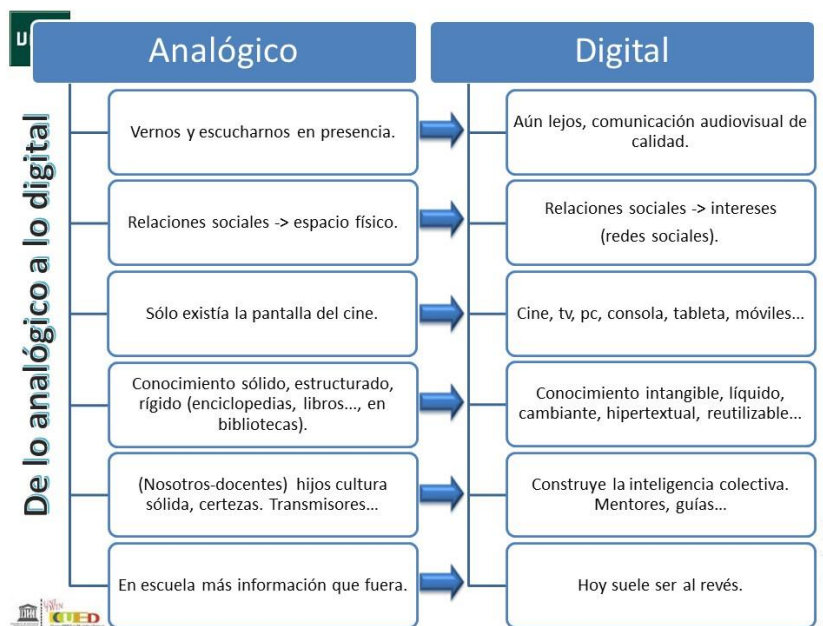 Analógico
Digital
De lo analógico a lo digital
Vernos y escucharnos en presencia.
Aún lejos, comunicación audiovisual de
calidad.
Relaciones sociales -> espacio físico.
Relaciones sociales -> intereses
(redes sociales).
Sólo existía la pantalla del cine.
Cine, tv, pc, consola, tableta, móviles...
Conocimiento sólido, estructurado,
rígido (enciclopedias, libros..., en
bibliotecas).
Conocimiento intangible, líquido,
cambiante, hipertextual, reutilizable...
(Nosotros-docentes) hijos cultura
sólida, certezas. Transmisores...
Construye la inteligencia colectiva.
Mentores, guías...
En escuela más información que fuera.
Hoy suele ser al revés.
CUED